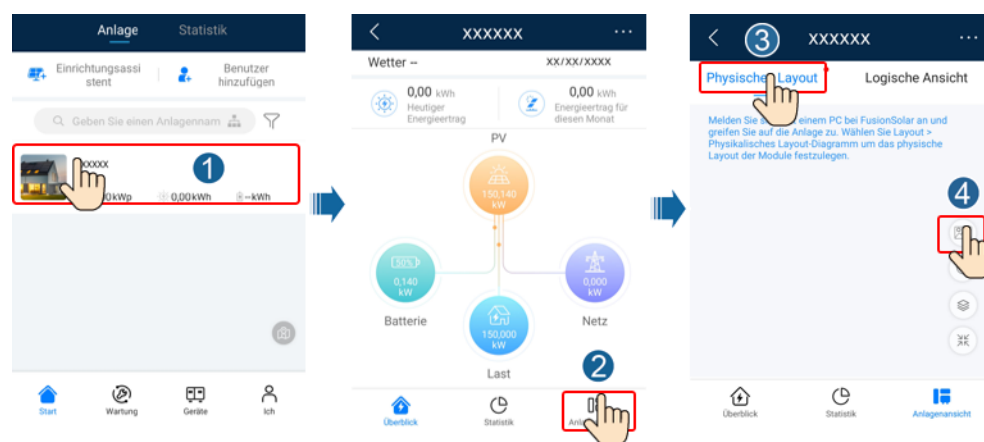 Anlage Statistik
Einrichtungsassi
stent
Benutzer
hinzufügen
Geben Sie einen Anlagennam
1
xxxxx
0,00kWh
--kWh
Start Wartung Geräte Ich
xxxxxx
Wetter -- xx/xx/xxxx
0,00 kWh
Heutiger
Energieertrag
0,00 kWh
Energieertrag für
diesen Monat
PV
150,140
kW
50%
0,140
kW
0,000
kW
Batterie Netz
150,000
kW
Last
2
Überblick Statistik
3
xxxxxx
Physisches Layout Logische Ansicht
Melden Sie einem PC bei FusionSolar an und
greifen Sie auf die Anlage zu. Wählen Sie Layout >
Physikalisches Layout-Diagramm um das physische
Layout der Module festzulegen.
4
Überblick Statistik Anlagenansicht